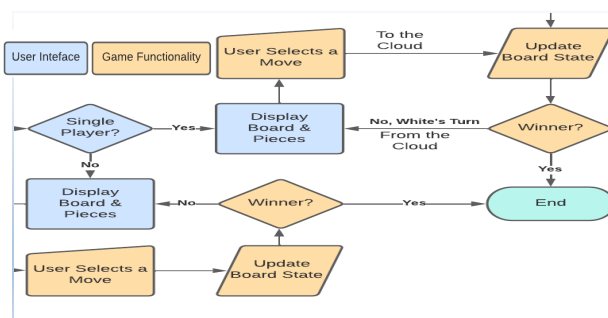 To the
Cloud
User Selects a
Move
Update
Board State
User Inteface
Game Functionality
Single
Player?
Yes
Display
Board &
Pieces
No, White's Turn
From the
Cloud
Winner?
No
Yes
Display
Board &
Pieces
No
Winner?
Yes
End
User Selects a
Move
Update
Board State